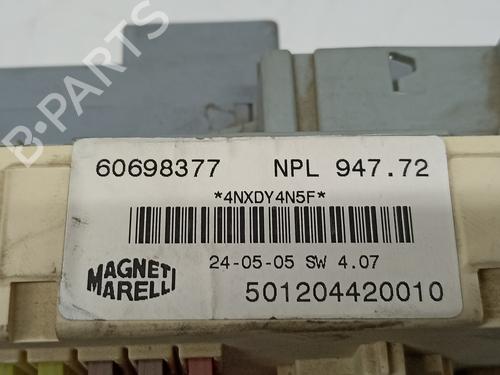 B-PARTS
60698377 NPL 947.72
*4NXDY4N5F*
24-05-05 SW 4.07
MAGNETI
MARELLI
501204420010